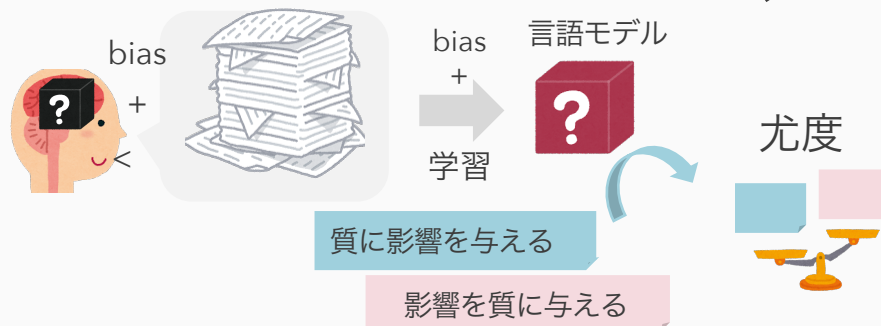 bias
+
?
<
bias
+
学習
言語モデル
?
尤度
質に影響を与える
影響を質に与える